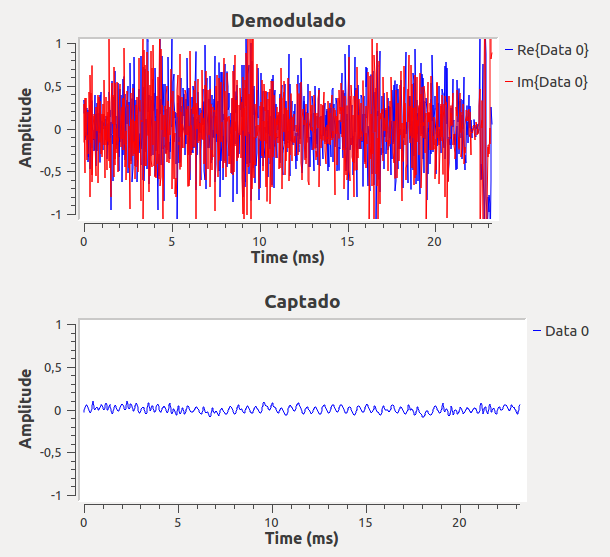 Demodulado
Amplitude
1
0,5
0
-0,5
-1
0 5 10 15 20
Time (ms)
Re{Data 0}
Im{Data 0}
Captado
Amplitude
1
0,5
0
-0,5
-1
0 5 10 15 20
Time (ms)
Data 0